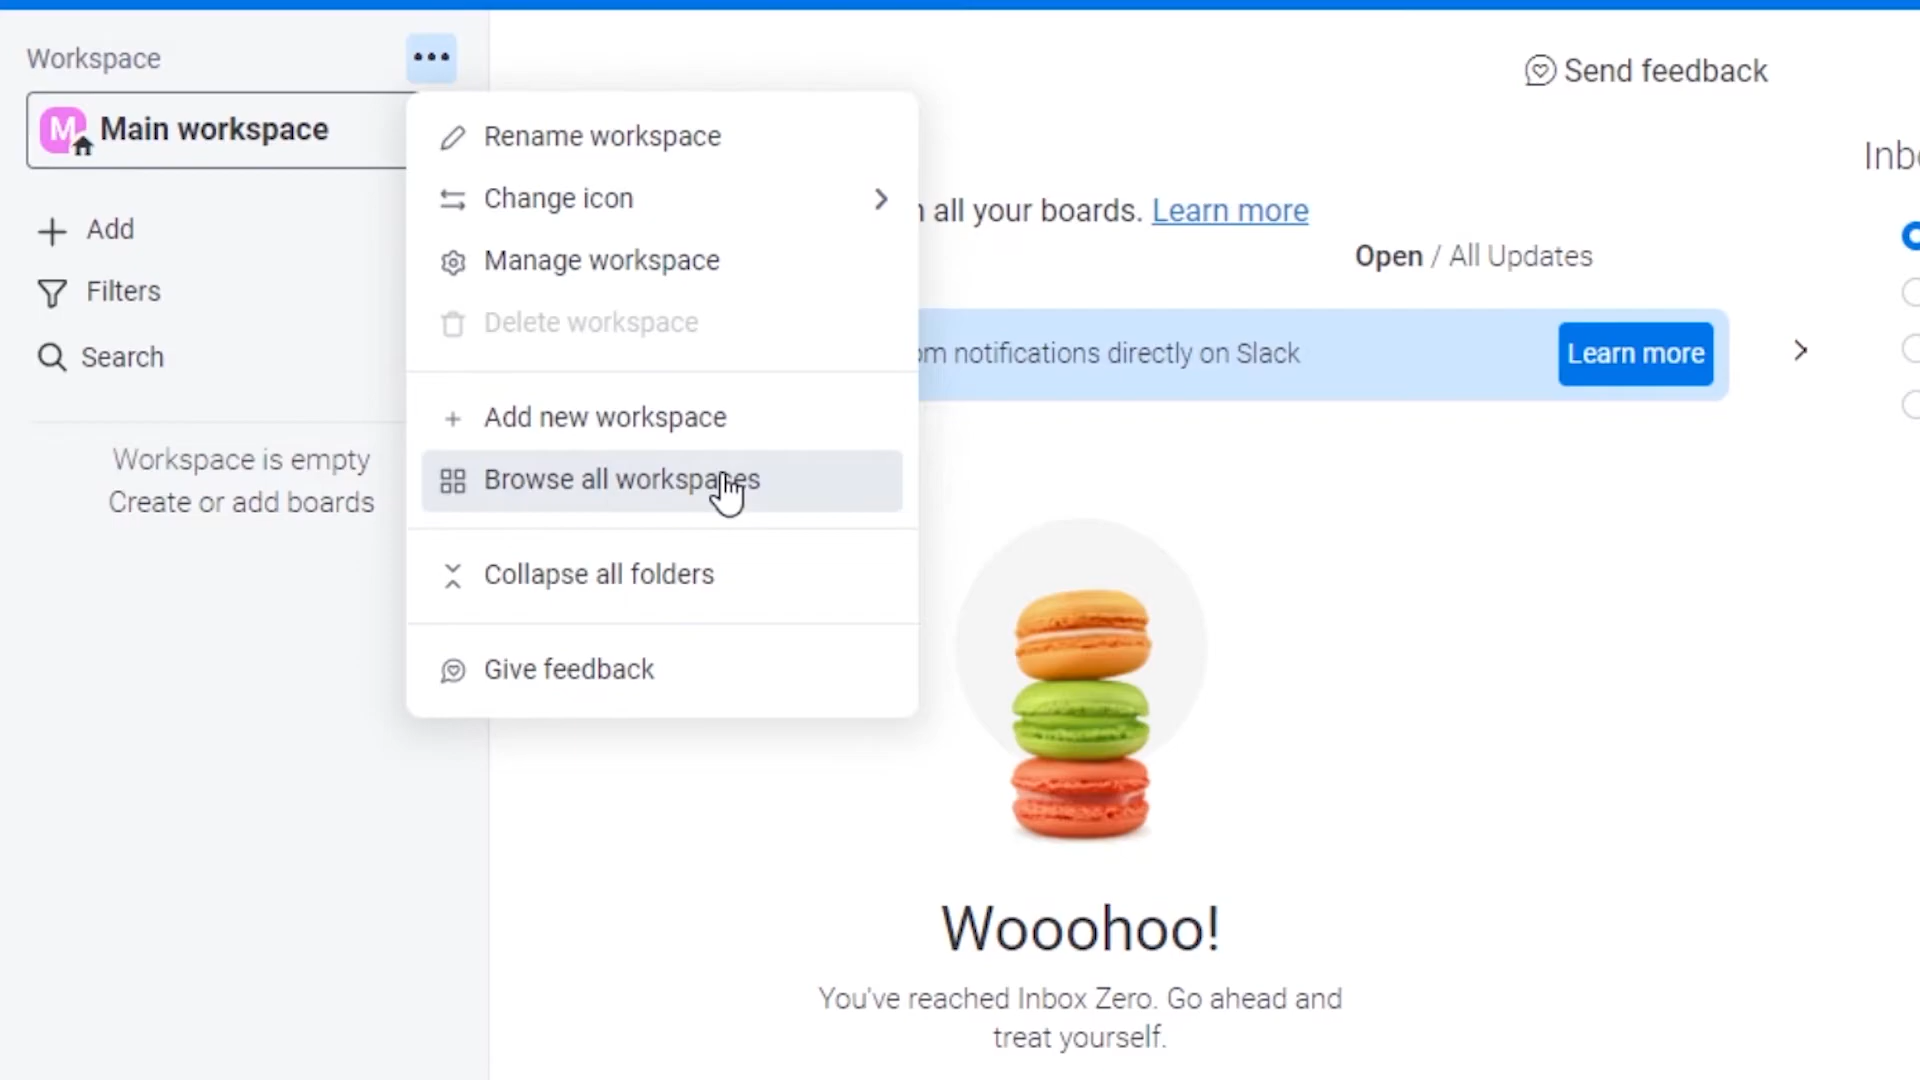 Workspace
M Main workspace
Add
Filters
Search
Workspace is empty
Create or add boards
Rename workspace
Change icon
Manage workspace
Delete workspace
Add new workspace
Browse all workspaces
Collapse all folders
Give feedback
Send feedback
all your boards. Learn more
Open / All Updates
notifications directly on Slack
Learn more
Wooohoo!
You've reached Inbox Zero. Go ahead and
treat yourself.